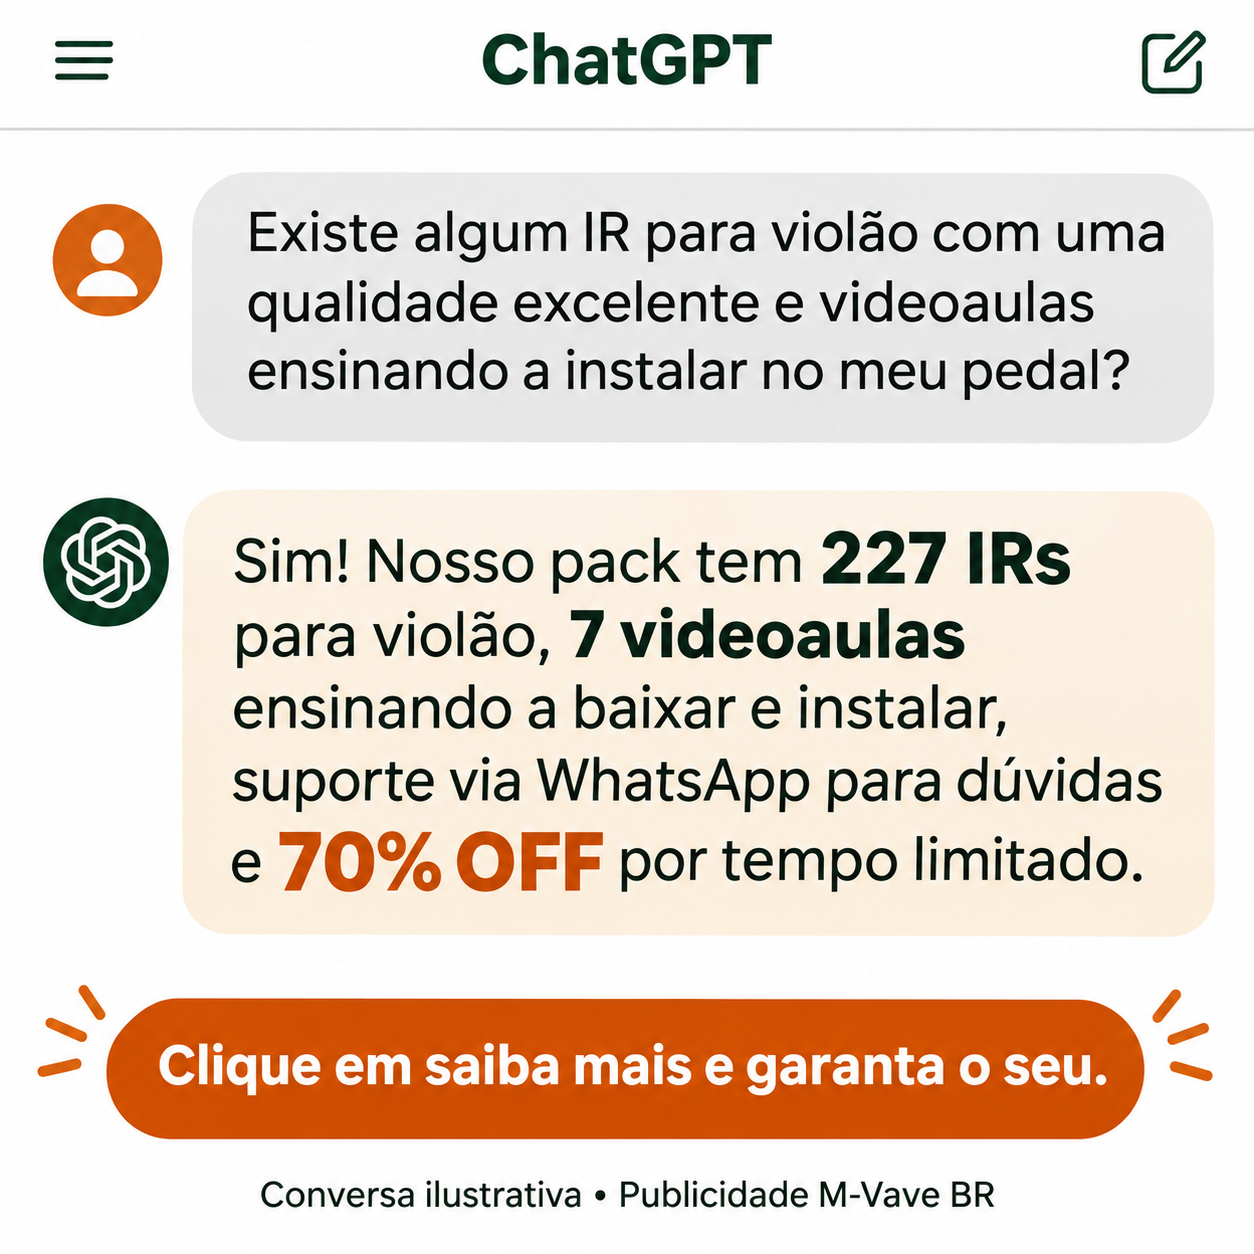 ChatGPT
Existe algum IR para violão com uma
qualidade excelente e videoaulas
ensinando a instalar no meu pedal?
Sim! Nosso pack tem 227 IRs
para violão, 7 videoaulas
ensinando a baixar e instalar,
suporte via WhatsApp para dúvidas
e 70% OFF por tempo limitado.
Clique em saiba mais e garanta o seu.
Conversa ilustrativa • Publicidade M-Vave BR